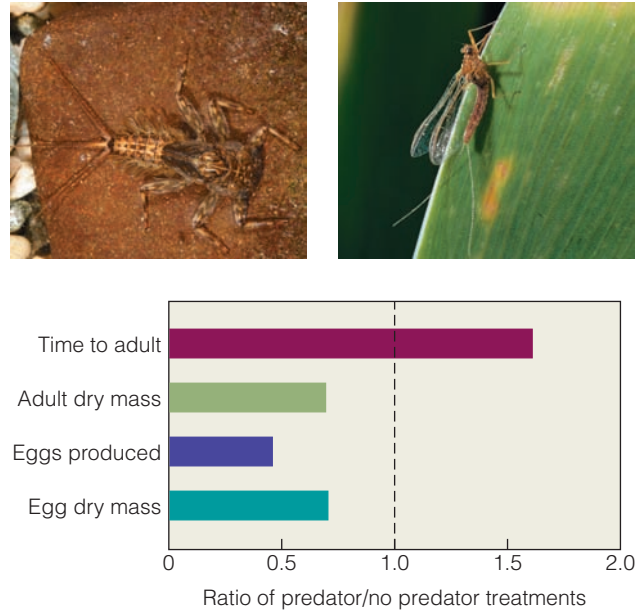 Time to adult
Adult dry mass
Eggs produced
Egg dry mass
0 0.5 1.0 1.5 2.0
Ratio of predator/no predator treatments